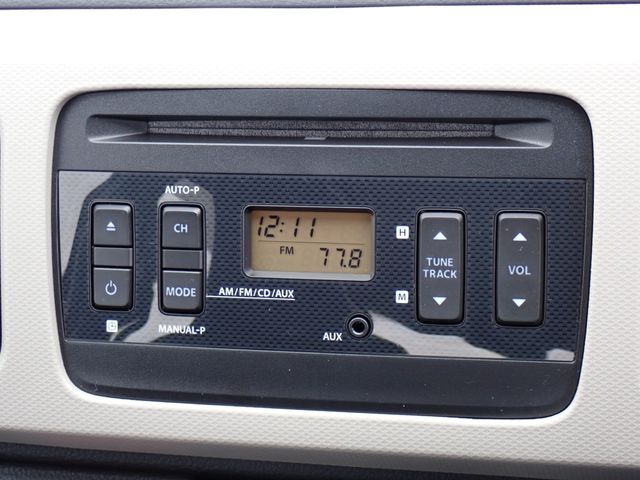 AUTO-P
CH
MODE
MANUAL-P
12:11
FM
77.8
AM/FM/CD/AUX
AUX
H
M
TUNE
TRACK
VOL